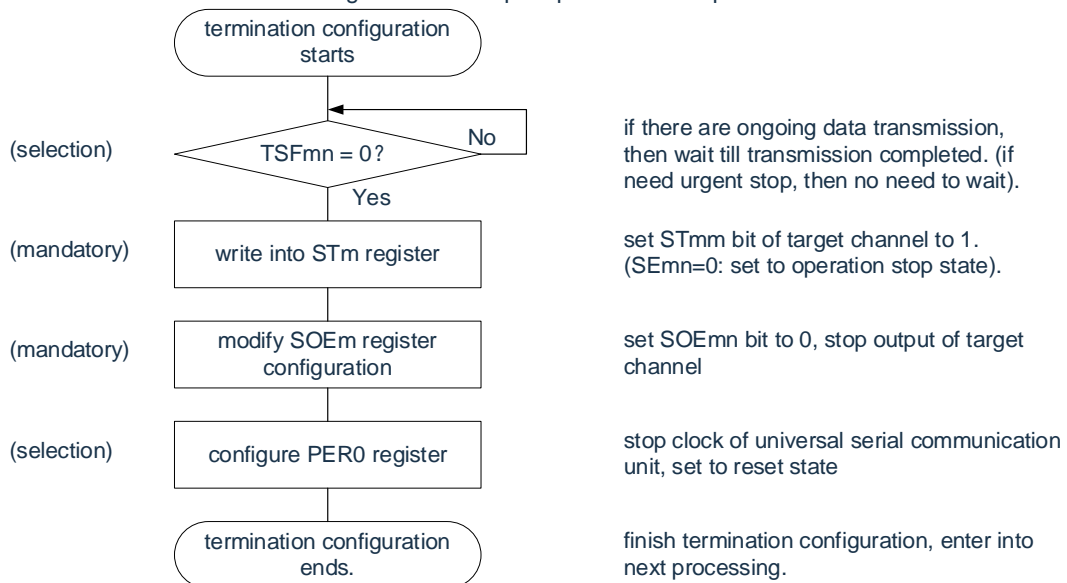 termination configuration
starts
(selection)
TSFmn = 0?
No
Yes
if there are ongoing data transmission,
then wait till transmission completed. (if
need urgent stop, then no need to wait).
(mandatory)
write into STm register
set STmm bit of target channel to 1.
(SEmn=0: set to operation stop state).
(mandatory)
modify SOEm register
configuration
set SOEmn bit to 0, stop output of target
channel
(selection)
configure PER0 register
stop clock of universal serial communication
unit, set to reset state
termination configuration
ends.
finish termination configuration, enter into
next processing.